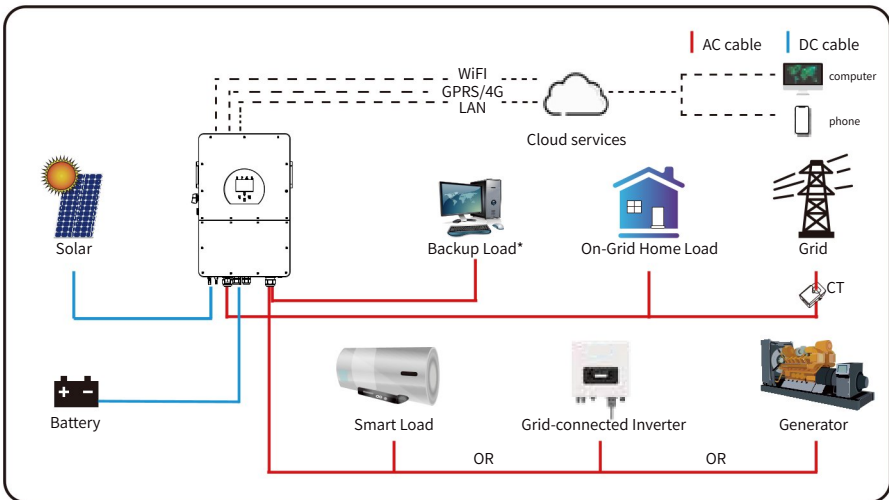 AC cable
DC cable
WiFI
GPRS/4G
LAN
computer
Cloud services
phone
Solar
Backup Load*
On-Grid Home Load
Grid
CT
Battery
Smart Load
Grid-connected Inverter
Generator
OR
OR